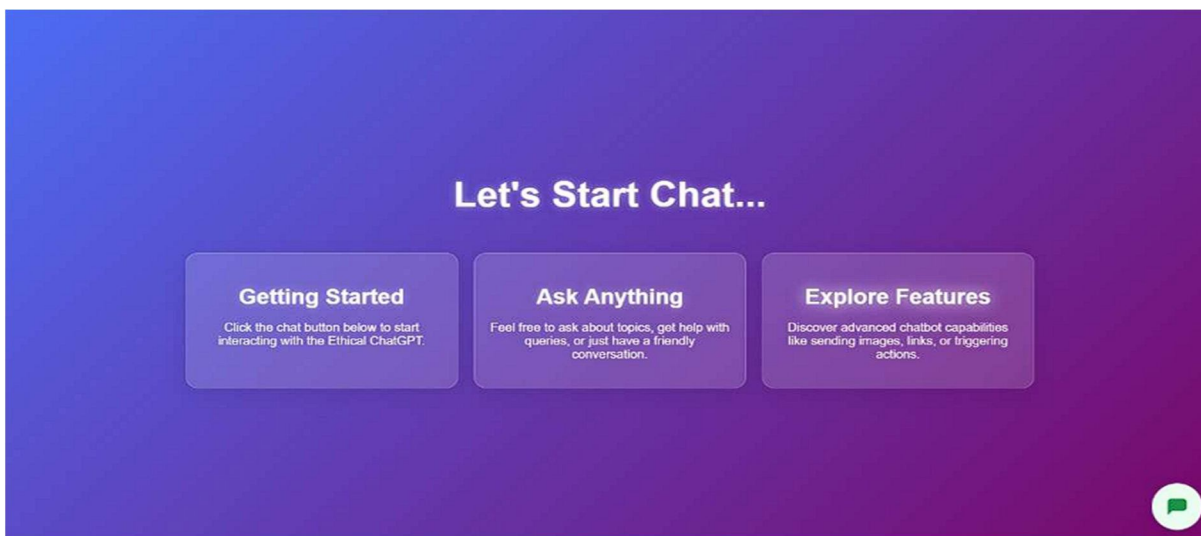 Let's Start Chat...
Getting Started
Click the chat button below to start
interacting with the Ethical ChatGPT.
Ask Anything
Feel free to ask about topics, get help with
queries, or just have a friendly
conversation.
Explore Features
Discover advanced chatbot capabilities
like sending images, links, or triggering
actions.